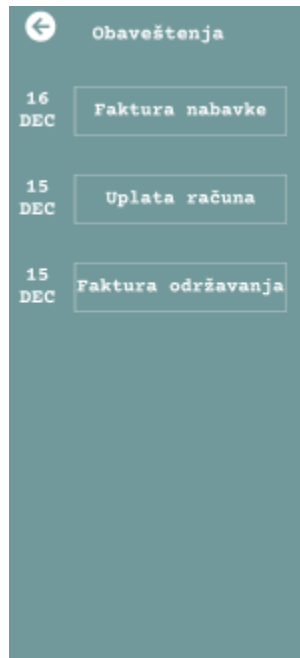 Obaveštenja
16
DEC
Faktura nabavke
15
DEC
Uplata računa
15
DEC
Faktura održavanja